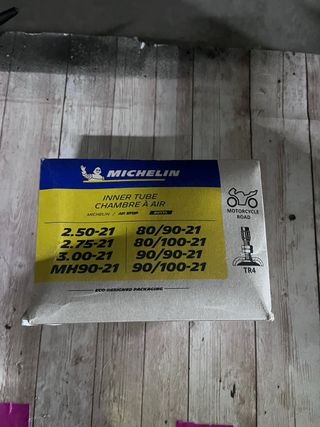 MICHELIN
INNER TUBE
CHAMBRE À AIR
MICHELIN / AIR STOP BUTYL
2.50-21 80/90-21
2.75-21 80/100-21
3.00-21 90/90-21
MH90-21 90/100-21
ECO-DESIGNED PACKAGING
MOTORCYCLE
ROAD
TR4